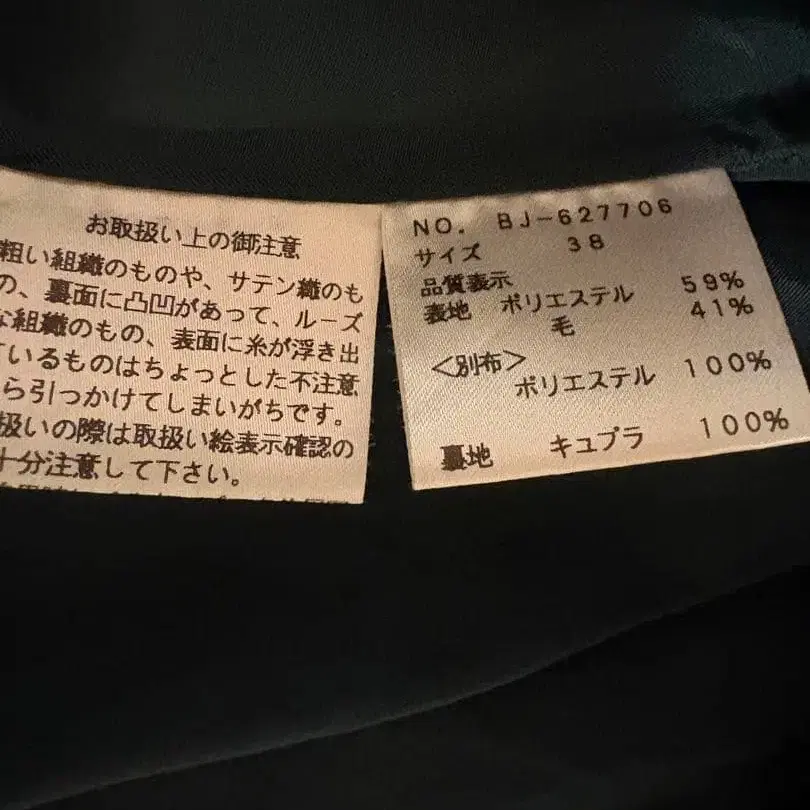 お取扱い上の御注意
粗い組織のものや、サテン織のも
の、裏面に凸凹があって、ルーズ
な組織のもの、表面に糸が浮き出
ているものはちょっとした不注意
ら引っかけてしまいがちです。
扱いの際は取扱い絵表示確認の
十分注意して下さい。
NO. BJ-627706
サイズ 38
品質表示
表地 ポリエステル 59%
毛 41%
<別布>
ポリエステル 100%
裏地 キュプラ 100%